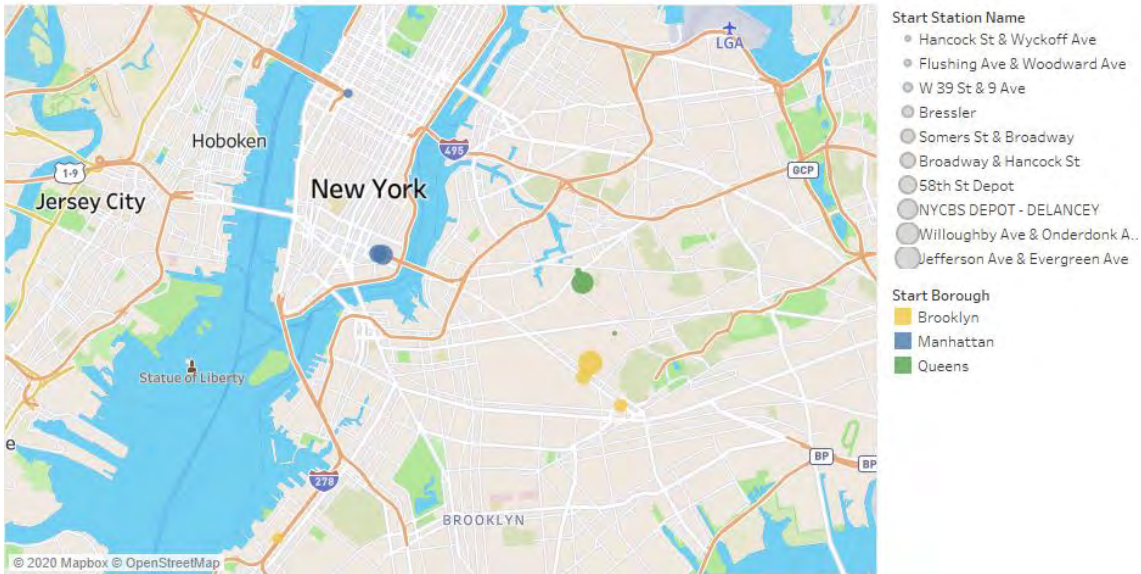 LGA
Hoboken
495
1-9
GCP
Jersey City
New York
Statue of Liberty
e
BP
BP
278
BROOKLYN
© 2020 Mapbox © OpenStreetMap
Start Station Name
Hancock St & Wyckoff Ave
Flushing Ave & Woodward Ave
W 39 St & 9 Ave
Bressler
Somers St & Broadway
Broadway & Hancock St
58th St Depot
NYCBS DEPOT - DELANCEY
Willoughby Ave & Onderdonk A..
Jefferson Ave & Evergreen Ave
Start Borough
Brooklyn
Manhattan
Queens